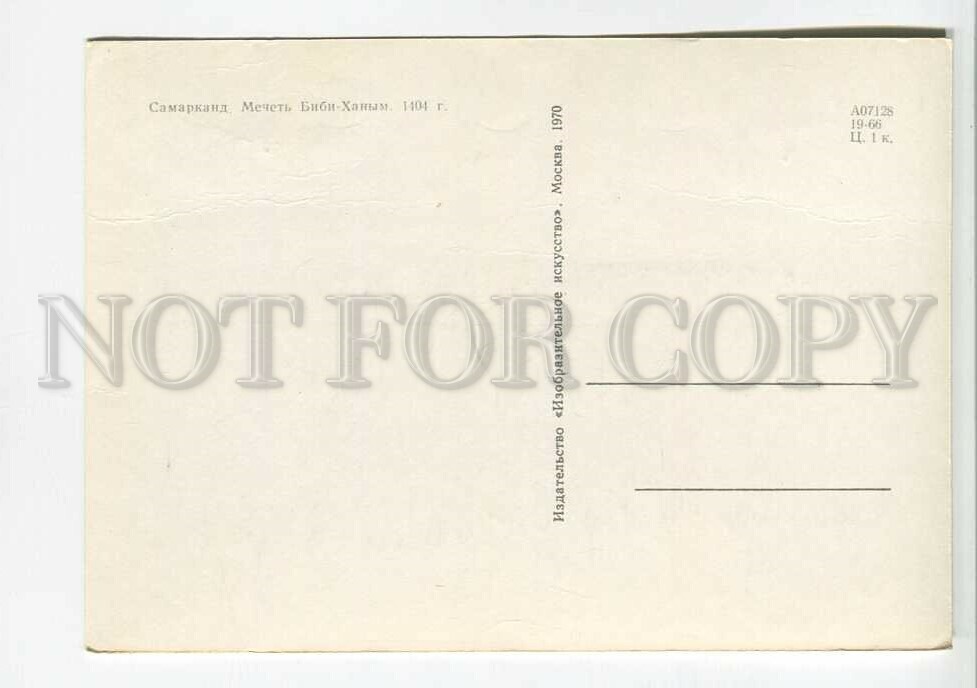 Самарканд. Мечеть Биби-Ханым. 1404 г.
Издательство «Изобразительное искусство». Москва. 1970
А07128
19-66
Ц. 1 к.
NOT FOR COPY